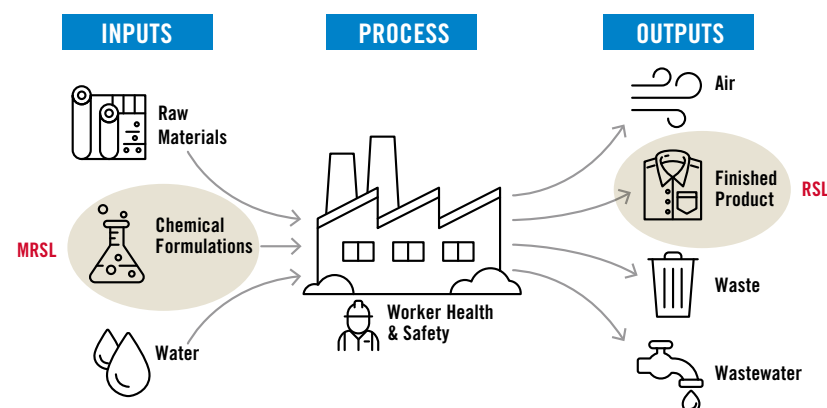 INPUTS
PROCESS
OUTPUTS
Raw
Materials
MRSL
Chemical
Formulations
Water
Worker Health
& Safety
Air
Finished
Product
RSL
Waste
Wastewater